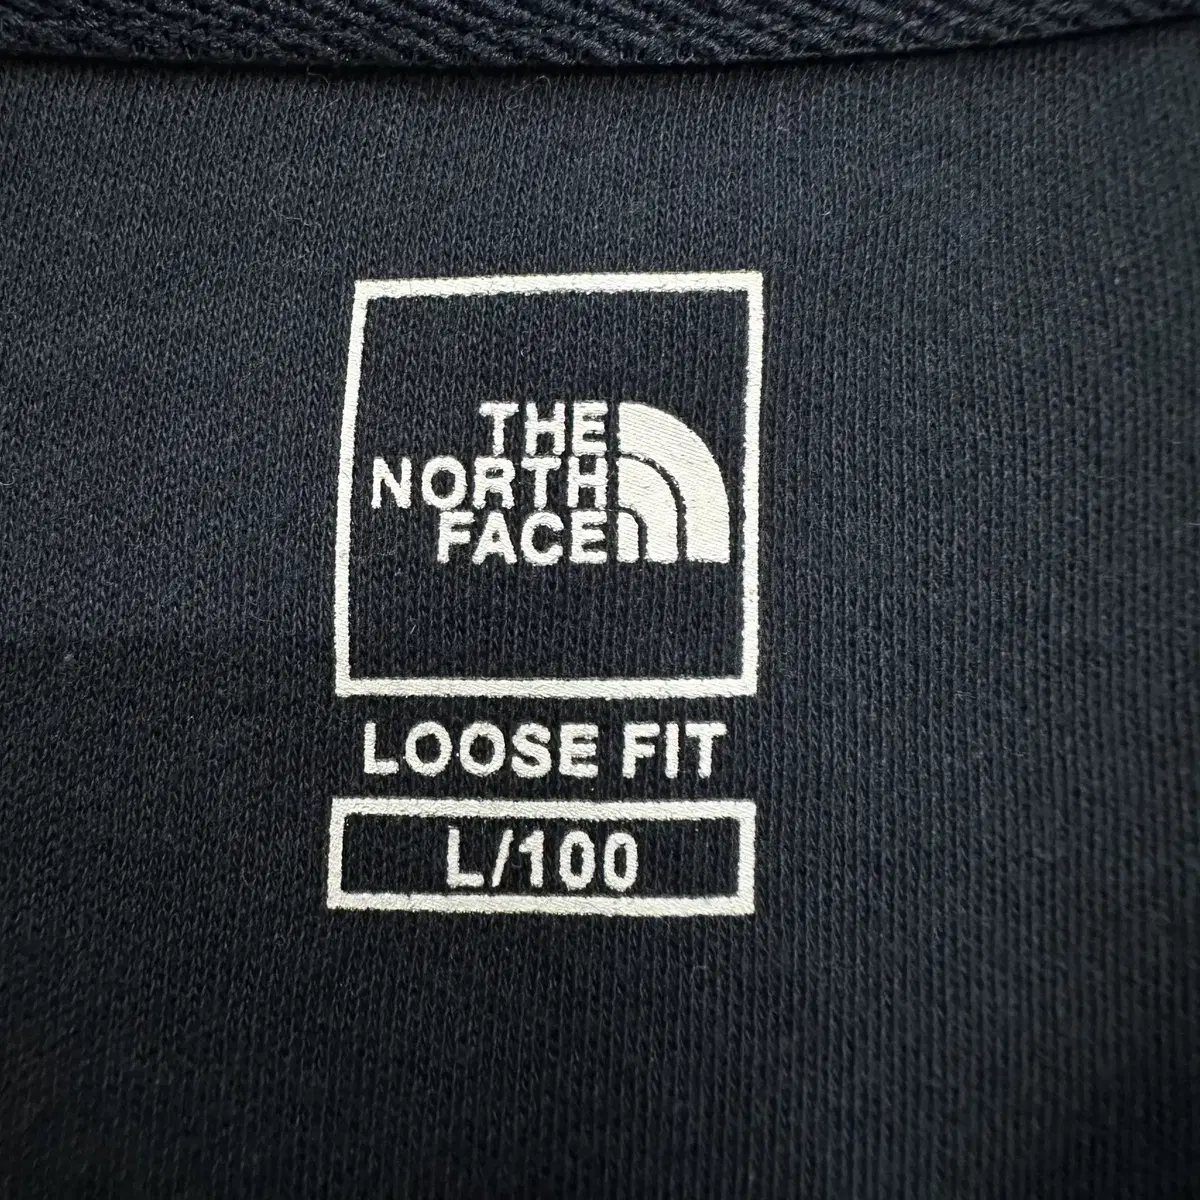 THE
NORTH
FACE
LOOSE FIT
L/100